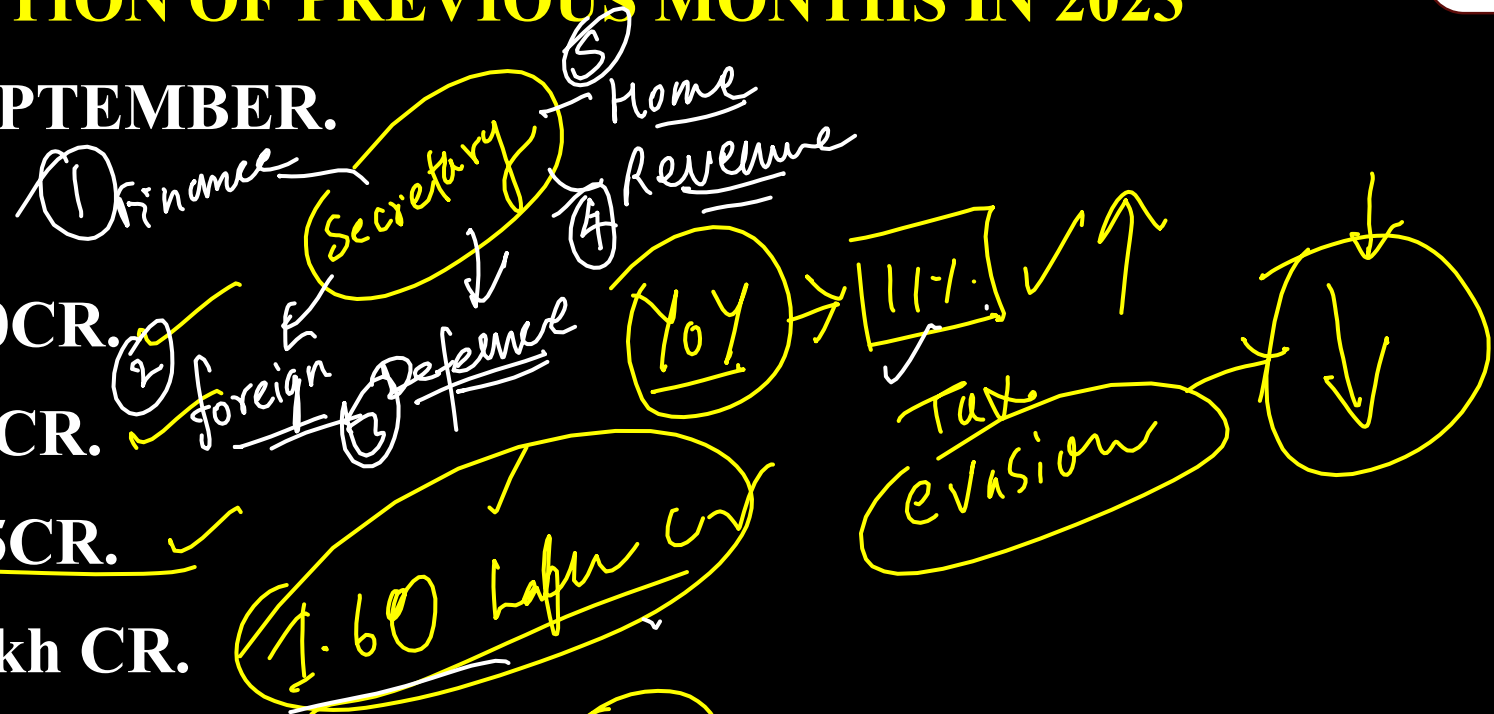 TION OF PREVIOUS MONTHS IN 2023
5
PTEMBER.
Home
1 Finance
Secretary
Revenue
4
0CR.
2
YoY
11%
foreign
3 Defence
CR.
Tax
evasion
5CR.
1.60 Lakh Cr
kh CR.